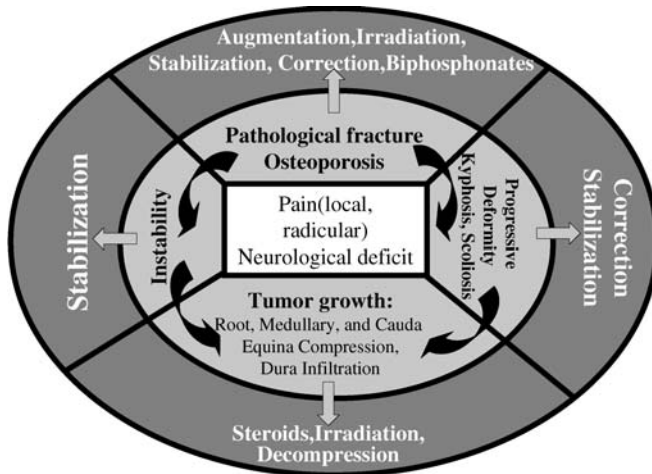 Augmentation,Irradiation,
Stabilization, Correction,Biphosphonates
Pathological fracture
Osteoporosis
Stabilization
Instability
Pain(local,
radicular)
Neurological deficit
Progressive
Deformity
Kyphosis, Scoliosis
Correction
Stabilization
Tumor growth:
Root, Medullary, and Cauda
Equina Compression,
Dura Infiltration
Steroids,Irradiation,
Decompression